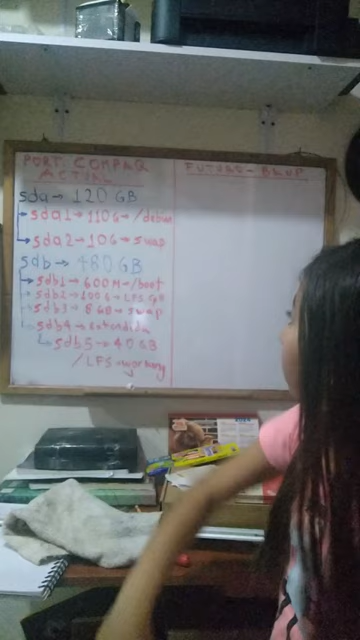 PORT. COMPAQ
ACTUAL
sda → 120 GB
sda1 → 110G → /debian
sda2 → 10G → swap
sdb → 480 GB
sdb1 → 600M → /boot
sdb2 → 100G → LFS
sdb3 → 8 GB → swap
sdb4 → extendida
sdb5 → 40 GB
/LFS →
FUTURO - BKUP